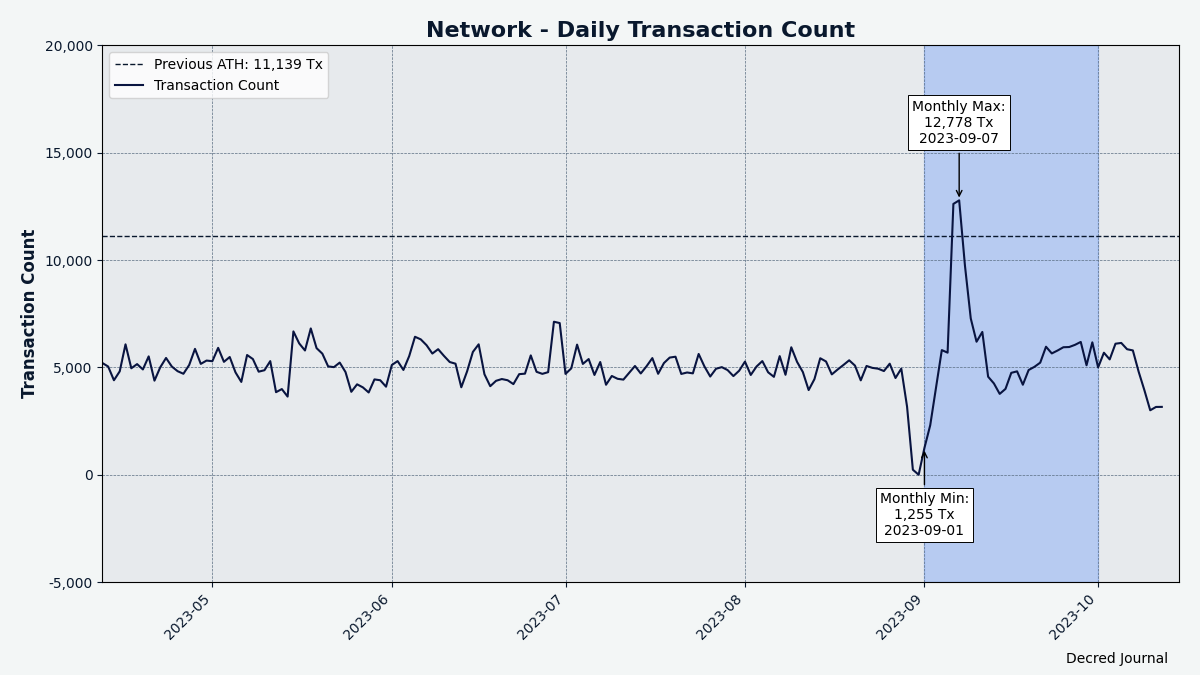 Network - Daily Transaction Count
20,000
15,000
10,000
5,000
0
-5,000
Transaction Count
Previous ATH: 11,139 Tx
Transaction Count
Monthly Max:
12,778 Tx
2023-09-07
Monthly Min:
1,255 Tx
2023-09-01
2023-05
2023-06
2023-07
2023-08
2023-09
2023-10
Decred Journal